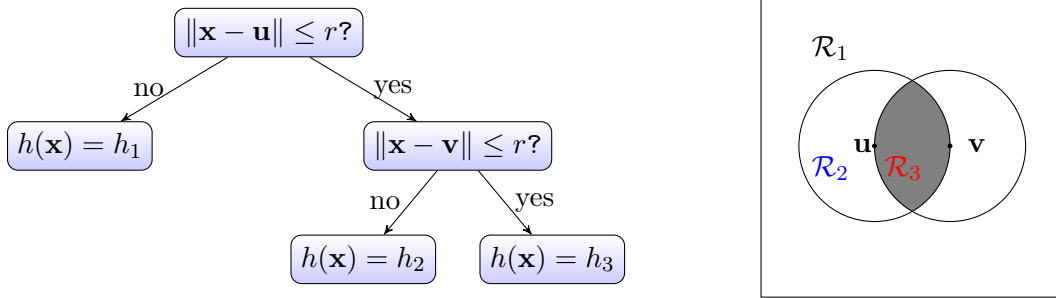 ‖x − u‖ ≤ r?
no
yes
h(x) = h₁
‖x − v‖ ≤ r?
no
yes
h(x) = h₂
h(x) = h₃
ℛ₁
u
v
ℛ₂
ℛ₃